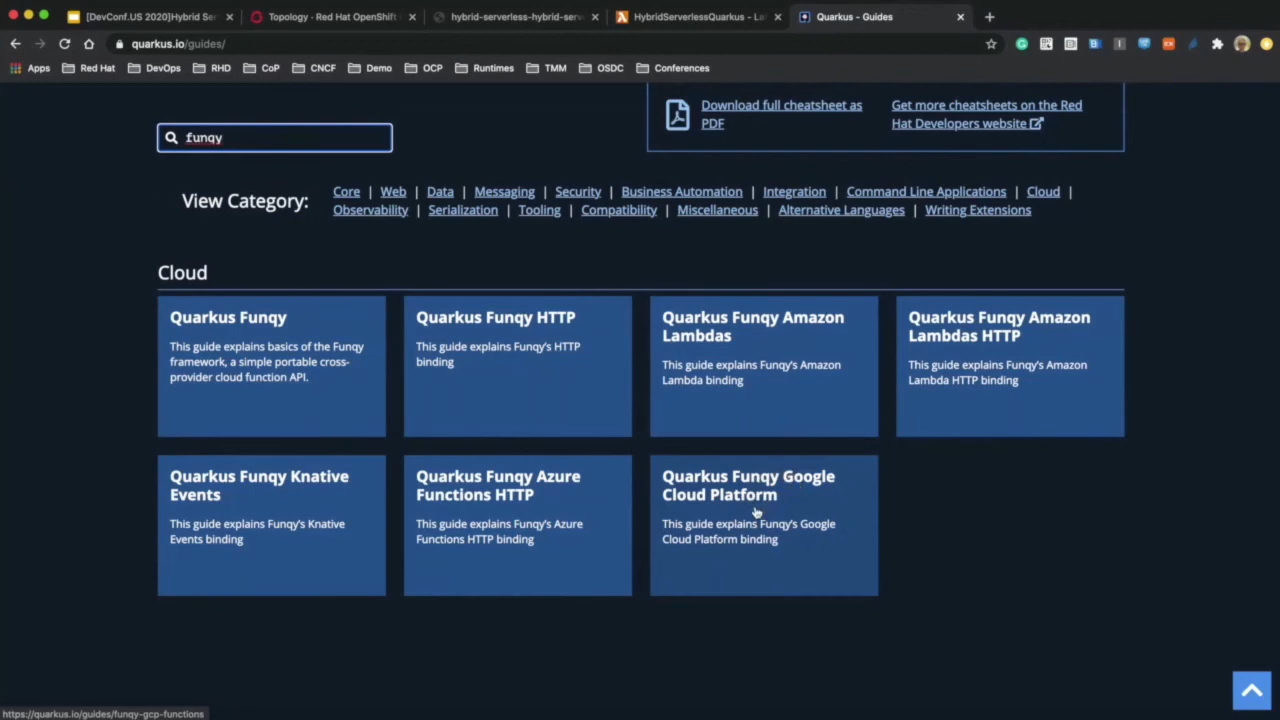 [DevConf.US 2020]Hybrid Se
Topology · Red Hat OpenShift
hybrid-serverless-hybrid-serv
HybridServerlessQuarkus - La
Quarkus - Guides
quarkus.io/guides/
Apps
Red Hat
DevOps
RHD
CoP
CNCF
Demo
OCP
Runtimes
TMM
OSDC
Conferences
Download full cheatsheet as
PDF
Get more cheatsheets on the Red
Hat Developers website
funqy
View Category:
Core | Web | Data | Messaging | Security | Business Automation | Integration | Command Line Applications | Cloud |
Observability | Serialization | Tooling | Compatibility | Miscellaneous | Alternative Languages | Writing Extensions
Cloud
Quarkus Funqy
This guide explains basics of the Funqy
framework, a simple portable cross-
provider cloud function API.
Quarkus Funqy HTTP
This guide explains Funqy's HTTP
binding
Quarkus Funqy Amazon
Lambdas
This guide explains Funqy's Amazon
Lambda binding
Quarkus Funqy Amazon
Lambdas HTTP
This guide explains Funqy's Amazon
Lambda HTTP binding
Quarkus Funqy Knative
Events
This guide explains Funqy's Knative
Events binding
Quarkus Funqy Azure
Functions HTTP
This guide explains Funqy's Azure
Functions HTTP binding
Quarkus Funqy Google
Cloud Platform
This guide explains Funqy's Google
Cloud Platform binding
https://quarkus.io/guides/funqy-gcp-functions